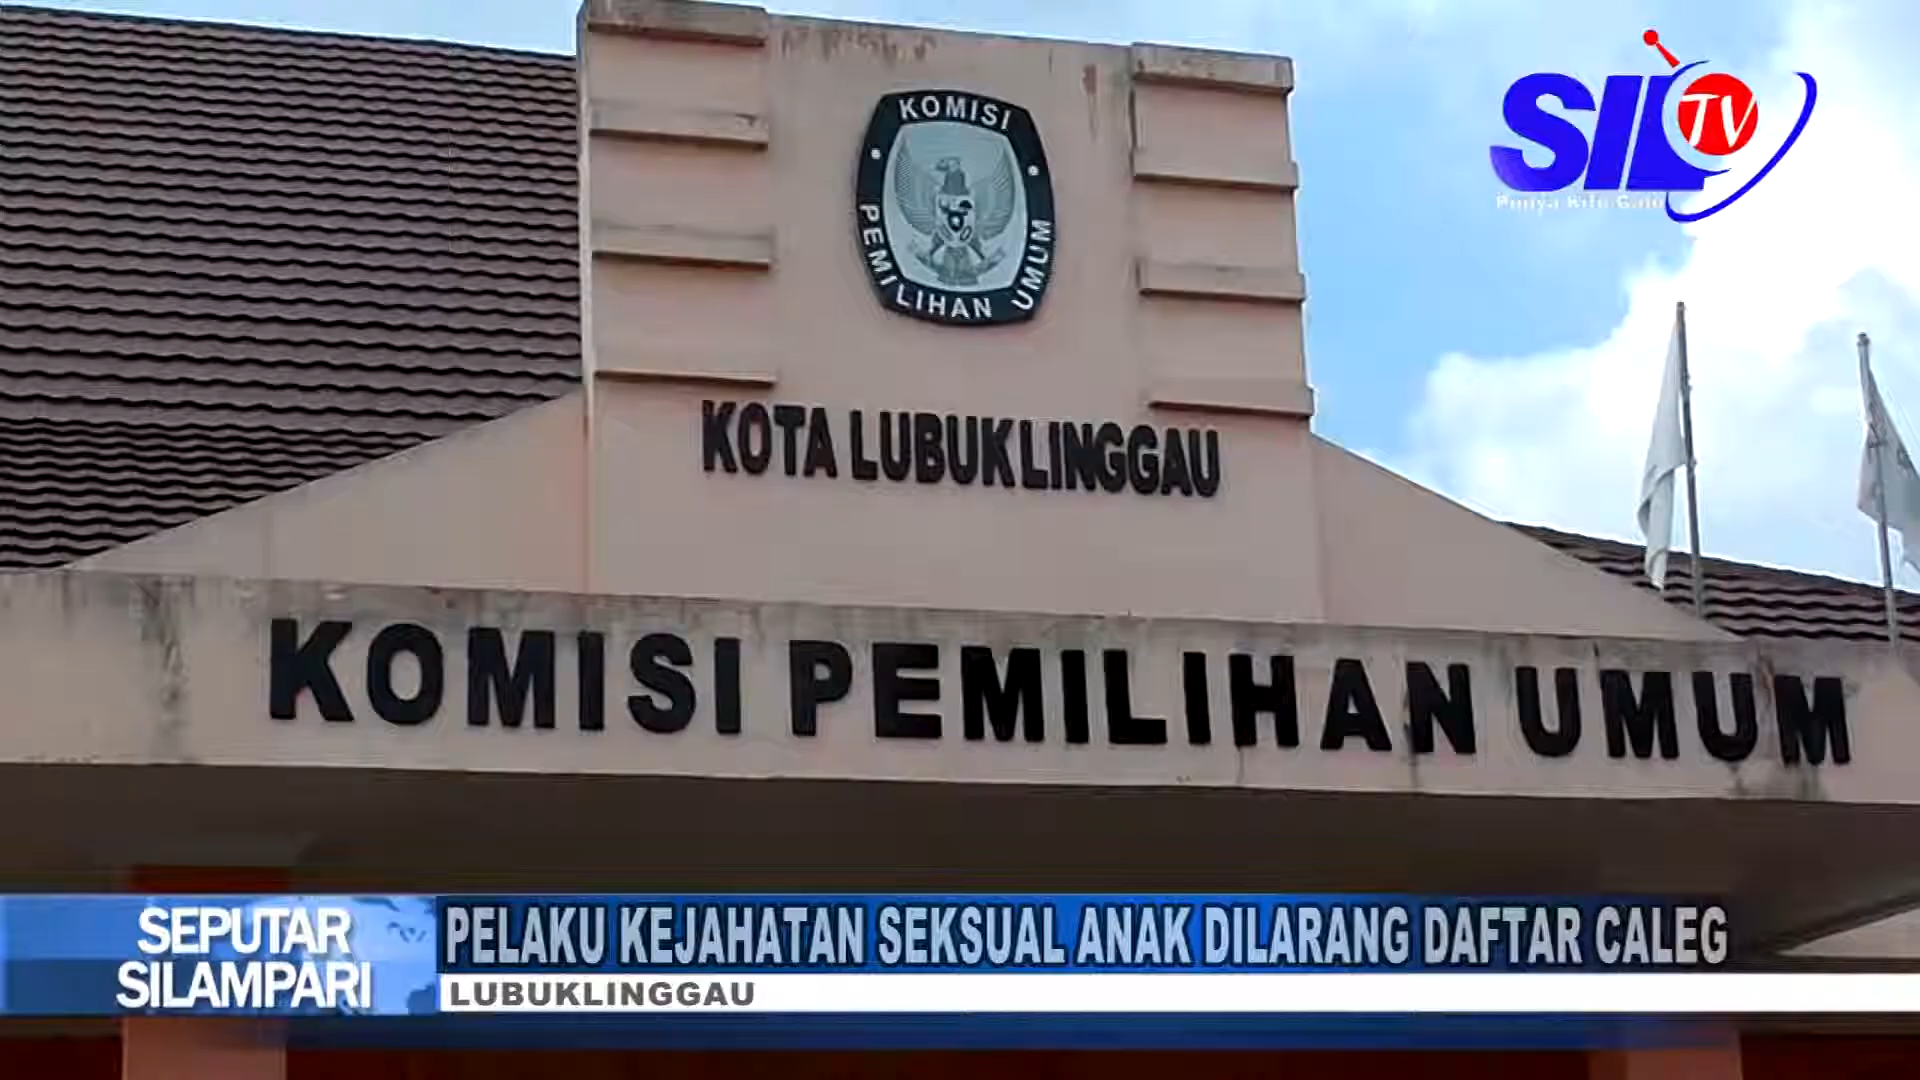 SIL TV
KOMISI
PEMILIHAN UMUM
KOTA LUBUKLINGGAU
KOMISI PEMILIHAN UMUM
SEPUTAR
SILAMPARI
PELAKU KEJAHATAN SEKSUAL ANAK DILARANG DAFTAR CALEG
LUBUKLINGGAU